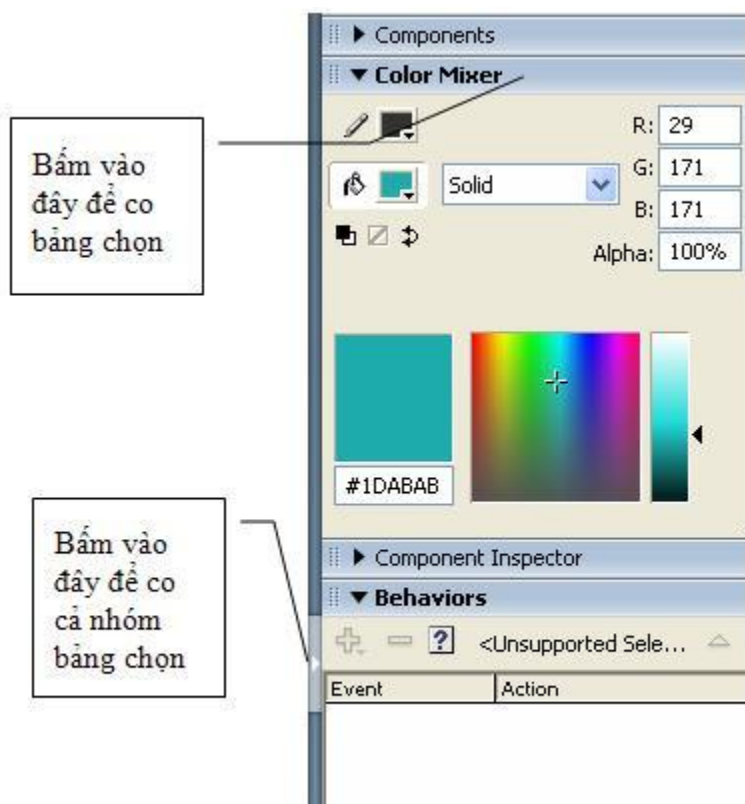 Components
Color Mixer
R: 29
Solid
G: 171
B: 171
Alpha: 100%
#1DABAB
Component Inspector
Behaviors
? <Unsupported Sele...
Event Action
Bấm vào
đây để co
bảng chọn
Bấm vào
đây để co
cả nhóm
bảng chọn